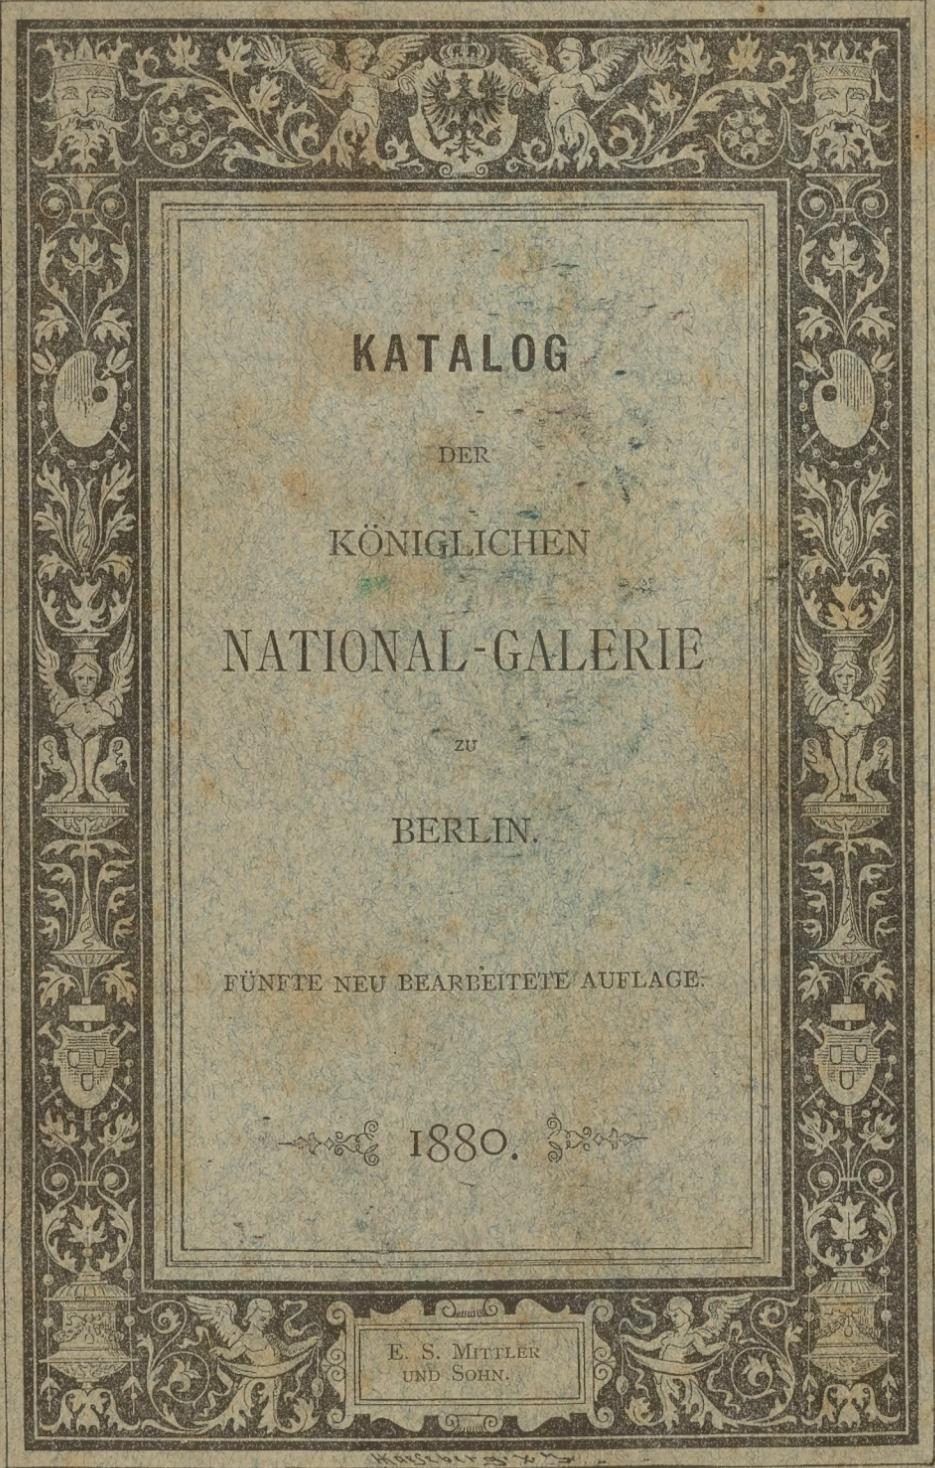 KATALOG
DER
KÖNIGLICHEN
NATIONAL-GALERIE
ZU
BERLIN.
FÜNFTE NEU BEARBEITETE AUFLAGE.
1880.
E. S. MITTLER
UND SOHN.